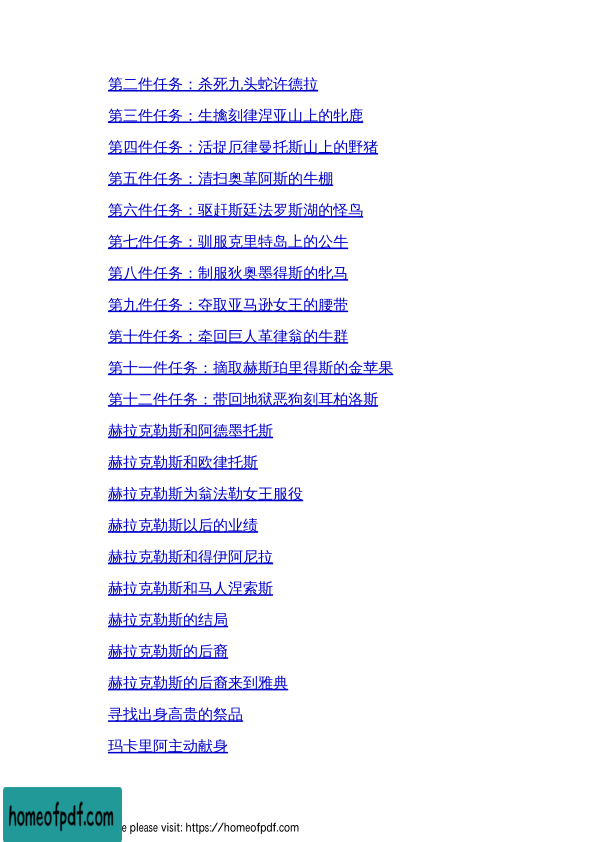 第二件任务：杀死九头蛇许德拉
第三件任务：生擒刻律涅亚山上的牝鹿
第四件任务：活捉厄律曼托斯山上的野猪
第五件任务：清扫奥革阿斯的牛棚
第六件任务：驱赶斯廷法罗斯湖的怪鸟
第七件任务：驯服克里特岛上的公牛
第八件任务：制服狄奥墨得斯的牝马
第九件任务：夺取亚马逊女王的腰带
第十件任务：牵回巨人革律翁的牛群
第十一件任务：摘取赫斯珀里得斯的金苹果
第十二件任务：带回地狱恶狗刻耳柏洛斯
赫拉克勒斯和阿德墨托斯
赫拉克勒斯和欧律托斯
赫拉克勒斯为翁法勒女王服役
赫拉克勒斯以后的业绩
赫拉克勒斯和得伊阿尼拉
赫拉克勒斯和马人涅索斯
赫拉克勒斯的结局
赫拉克勒斯的后裔
赫拉克勒斯的后裔来到雅典
寻找出身高贵的祭品
玛卡里阿主动献身
homeofpdf.com
e please visit: https://homeofpdf.com